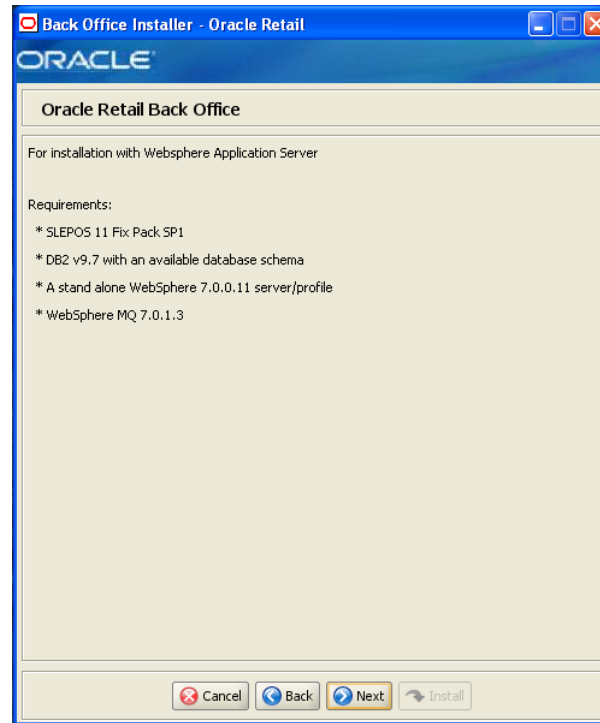 Back Office Installer - Oracle Retail
ORACLE
Oracle Retail Back Office
For installation with Websphere Application Server
Requirements:
* SLEPOS 11 Fix Pack SP1
* DB2 v9.7 with an available database schema
* A stand alone WebSphere 7.0.0.11 server/profile
* WebSphere MQ 7.0.1.3
Cancel Back Next Install